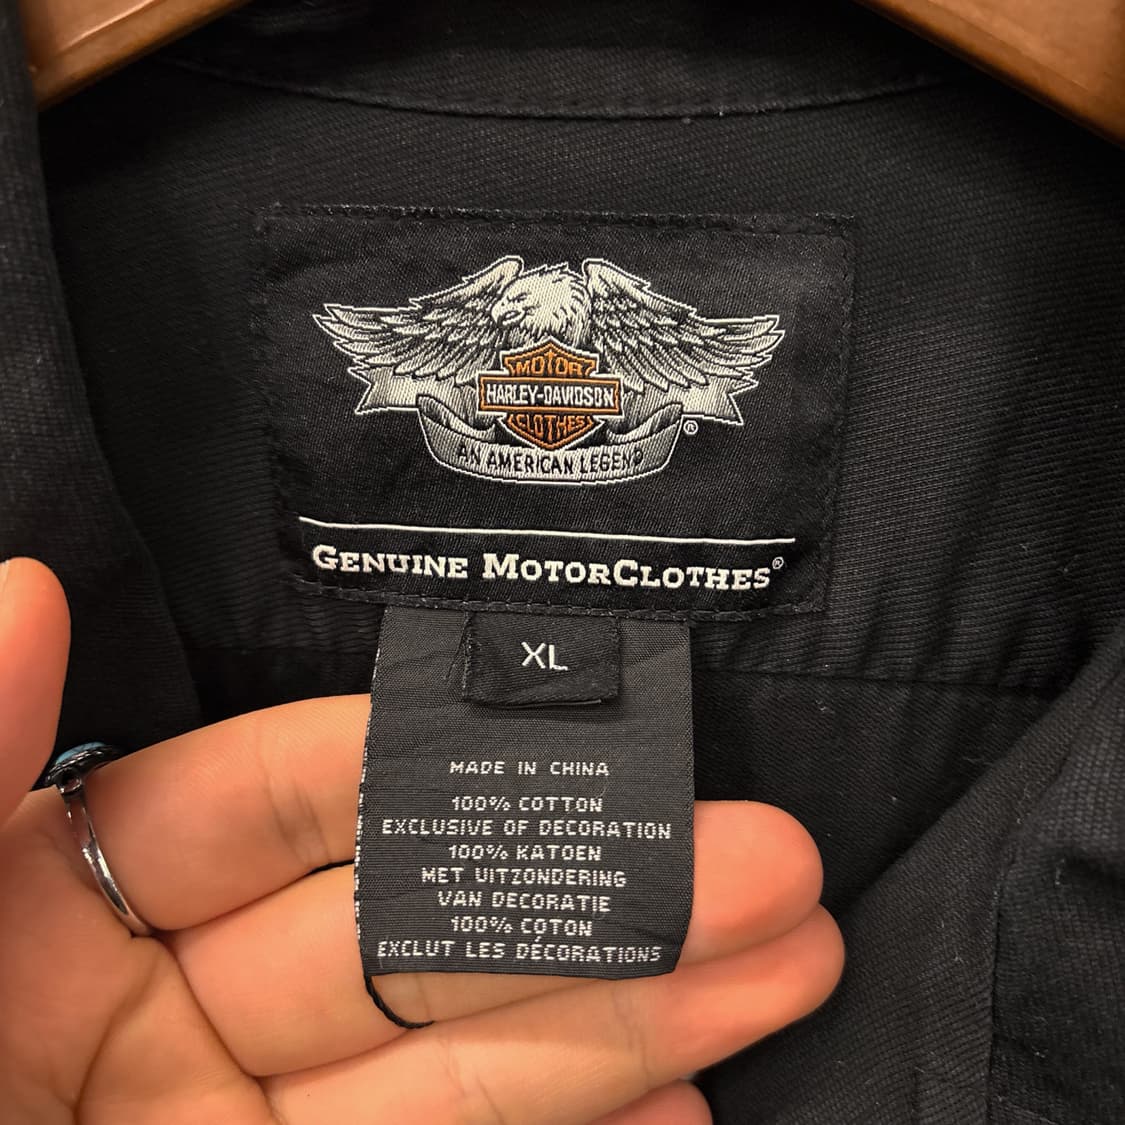 MOTOR
HARLEY-DAVIDSON
CLOTHES
®
AN AMERICAN LEGEND
GENUINE MOTORCLOTHES®
XL
MADE IN CHINA
100% COTTON
EXCLUSIVE OF DECORATION
100% KATOEN
MET UITZONDERING
VAN DECORATIE
100% COTON
EXCLUT LES DÉCORATIONS